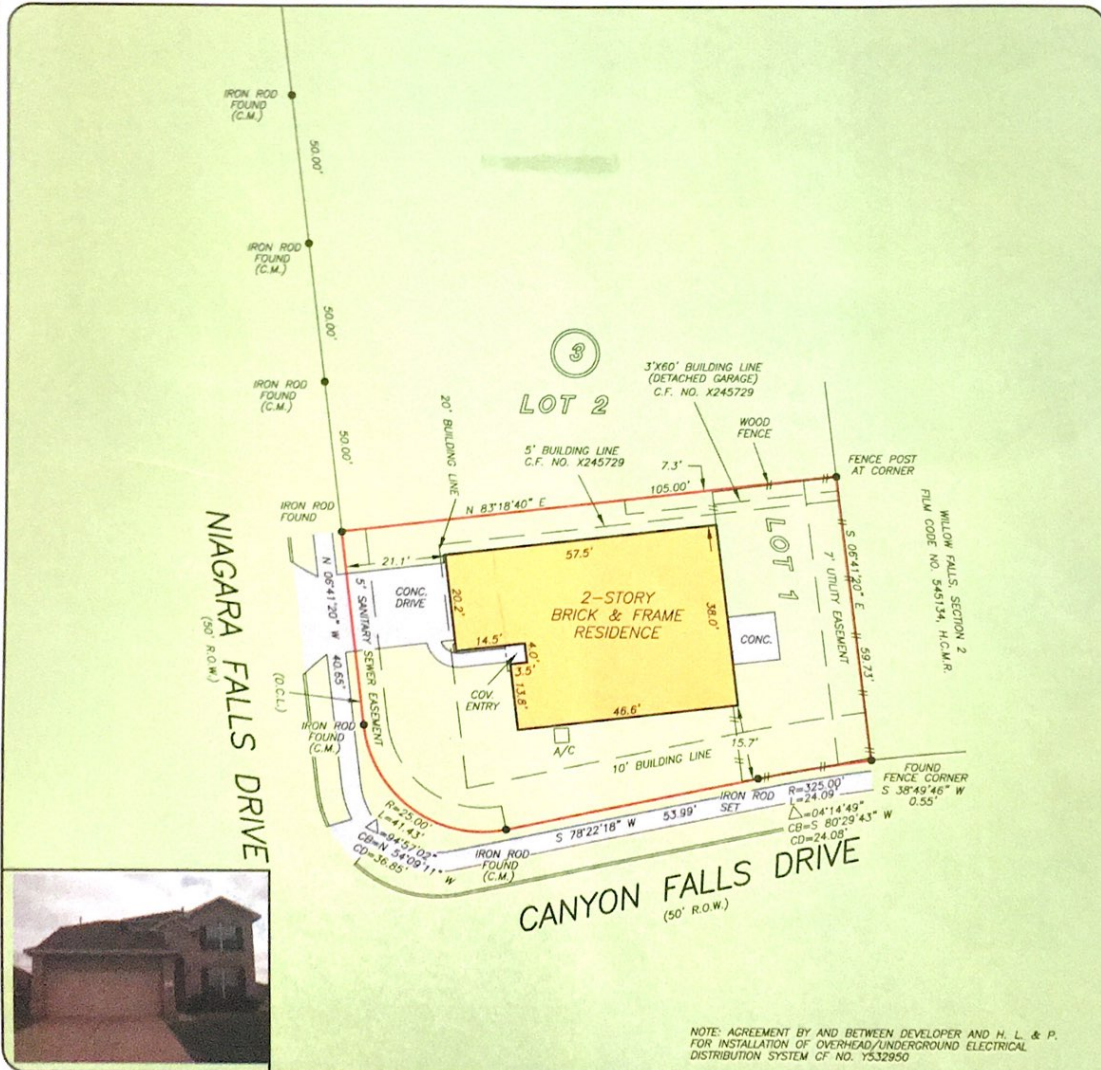 IRON ROD
FOUND
(C.M.)
50.00'
IRON ROD
FOUND
(C.M.)
50.00'
IRON ROD
FOUND
(C.M.)
50.00'
3
LOT 2
3'X60' BUILDING LINE
(DETACHED GARAGE)
C.F. NO. X245729
WOOD
FENCE
20' BUILDING LINE
5' BUILDING LINE
C.F. NO. X245729
7.3'
FENCE POST
AT CORNER
105.00'
N 83°18'40" E
IRON ROD
FOUND
WILLOW FALLS, SECTION 2
FILM CODE NO. 545134, H.C.M.R.
NIAGARA FALLS DRIVE
(50' R.O.W.)
N 06°41'20" W 40.65'
21.1'
5' SANITARY SEWER EASEMENT
CONC.
DRIVE
20.2'
57.5'
2-STORY
BRICK & FRAME
RESIDENCE
38.0'
LOT 1
7' UTILITY EASEMENT
S 06°41'20" E 59.73'
CONC.
14.5'
4.0'
3.5'
13.8'
COV.
ENTRY
46.6'
A/C
15.7'
10' BUILDING LINE
(D.C.L.)
IRON ROD
FOUND
(C.M.)
FOUND
FENCE CORNER
S 38°49'46" W
0.55'
R=25.00'
L=41.43'
△=94°57'02"
CB=N 54°09'11" W
CD=36.85'
IRON ROD
FOUND
(C.M.)
S 78°22'18" W 53.99'
IRON ROD
SET
R=325.00'
L=24.09'
△=04°14'49"
CB=S 80°29'43" W
CD=24.08'
CANYON FALLS DRIVE
(50' R.O.W.)
NOTE: AGREEMENT BY AND BETWEEN DEVELOPER AND H. L. & P.
FOR INSTALLATION OF OVERHEAD/UNDERGROUND ELECTRICAL
DISTRIBUTION SYSTEM CF NO. Y532950